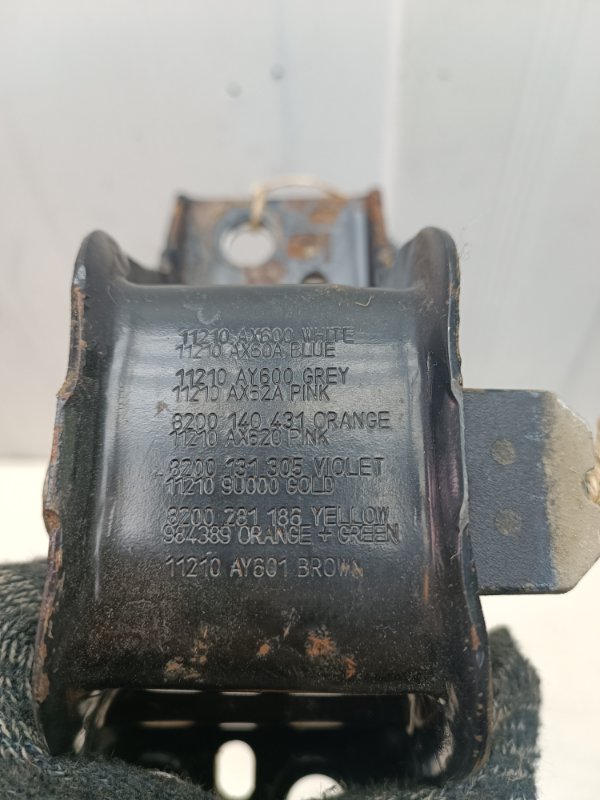 11210 AX600 WHITE
11210 AX60A BLUE
11210 AY600 GREY
11210 AX62A PINK
8200 140 431 ORANGE
11210 AX620 PINK
8200 131 305 VIOLET
11210 9U000 GOLD
8200 281 186 YELLOW
984389 ORANGE + GREEN
11210 AY601 BROWN